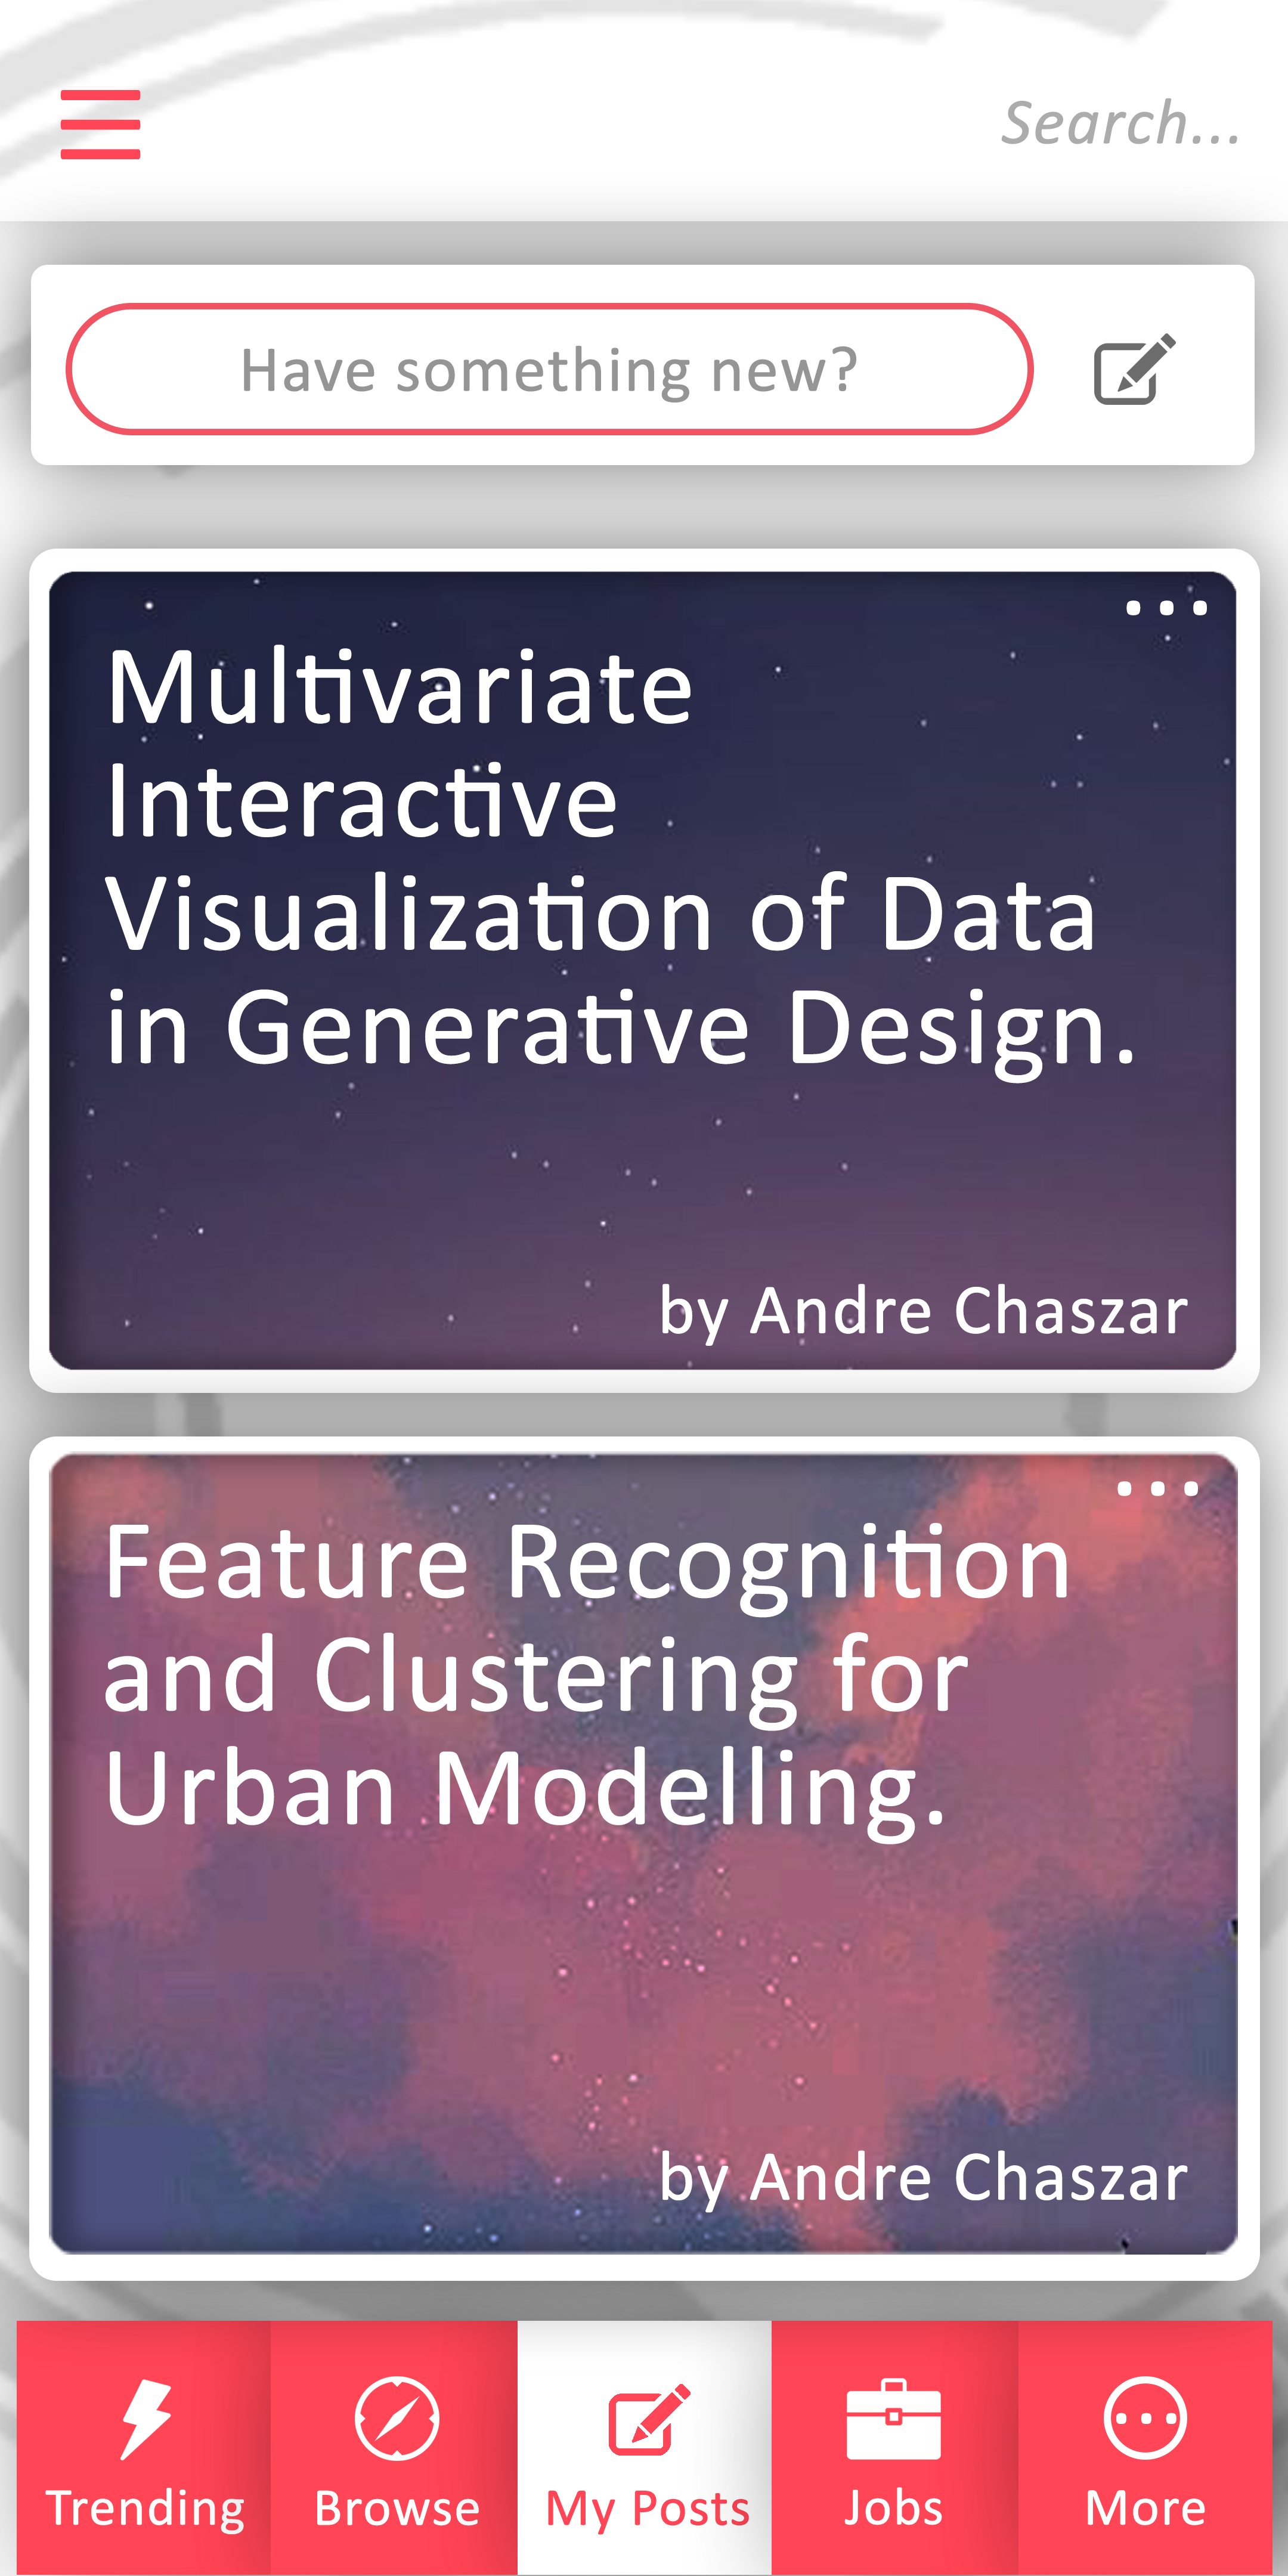 Search...
Have something new?
Multivariate
Interactive
Visualization of Data
in Generative Design.
by Andre Chaszar
Feature Recognition
and Clustering for
Urban Modelling.
by Andre Chaszar
Trending
Browse
My Posts
Jobs
More